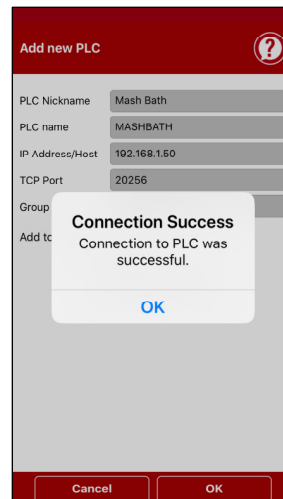 Add new PLC
?
PLC Nickname Mash Bath
PLC name MASHBATH
IP Address/Host 192.168.1.50
TCP Port 20256
Group
Add to
Connection Success
Connection to PLC was
successful.
OK
Cancel OK